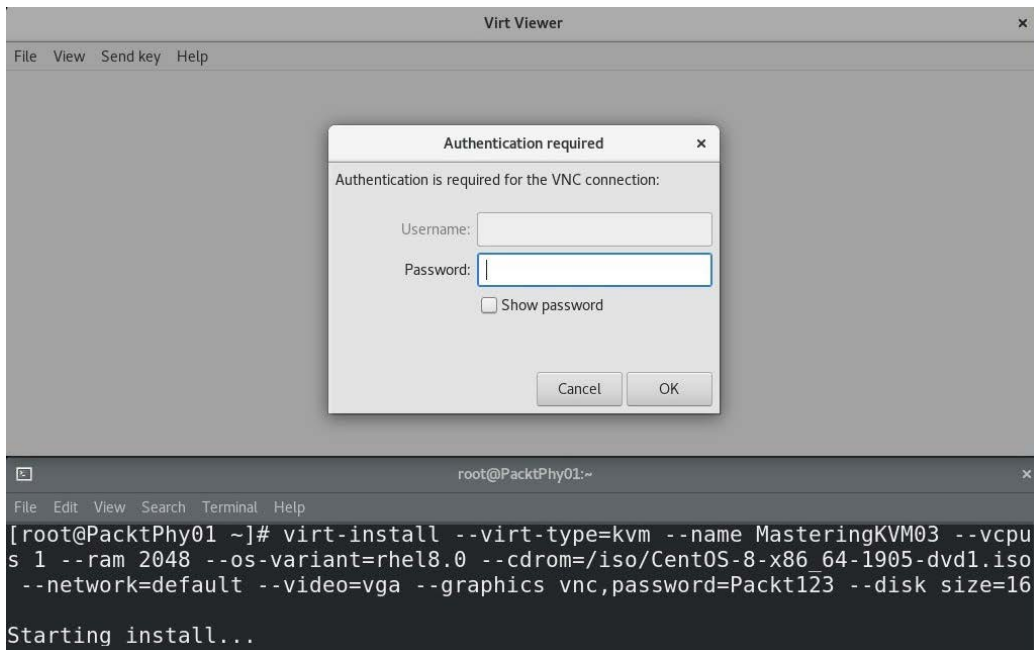 Virt Viewer ×
File View Send key Help
Authentication required ×
Authentication is required for the VNC connection:
Username:
Password:
Show password
Cancel OK
root@PacktPhy01:~ ×
File Edit View Search Terminal Help
[root@PacktPhy01 ~]# virt-install --virt-type=kvm --name MasteringKVM03 --vcpu
s 1 --ram 2048 --os-variant=rhel8.0 --cdrom=/iso/CentOS-8-x86_64-1905-dvd1.iso
--network=default --video=vga --graphics vnc,password=Packt123 --disk size=16
Starting install...